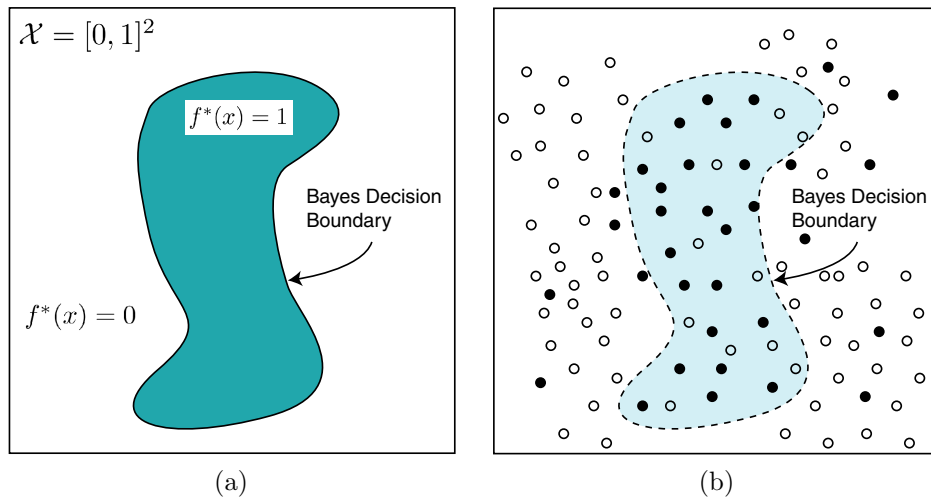 𝒳 = [0, 1]²
f*(x) = 1
Bayes Decision
Boundary
f*(x) = 0
(a)
Bayes Decision
Boundary
(b)